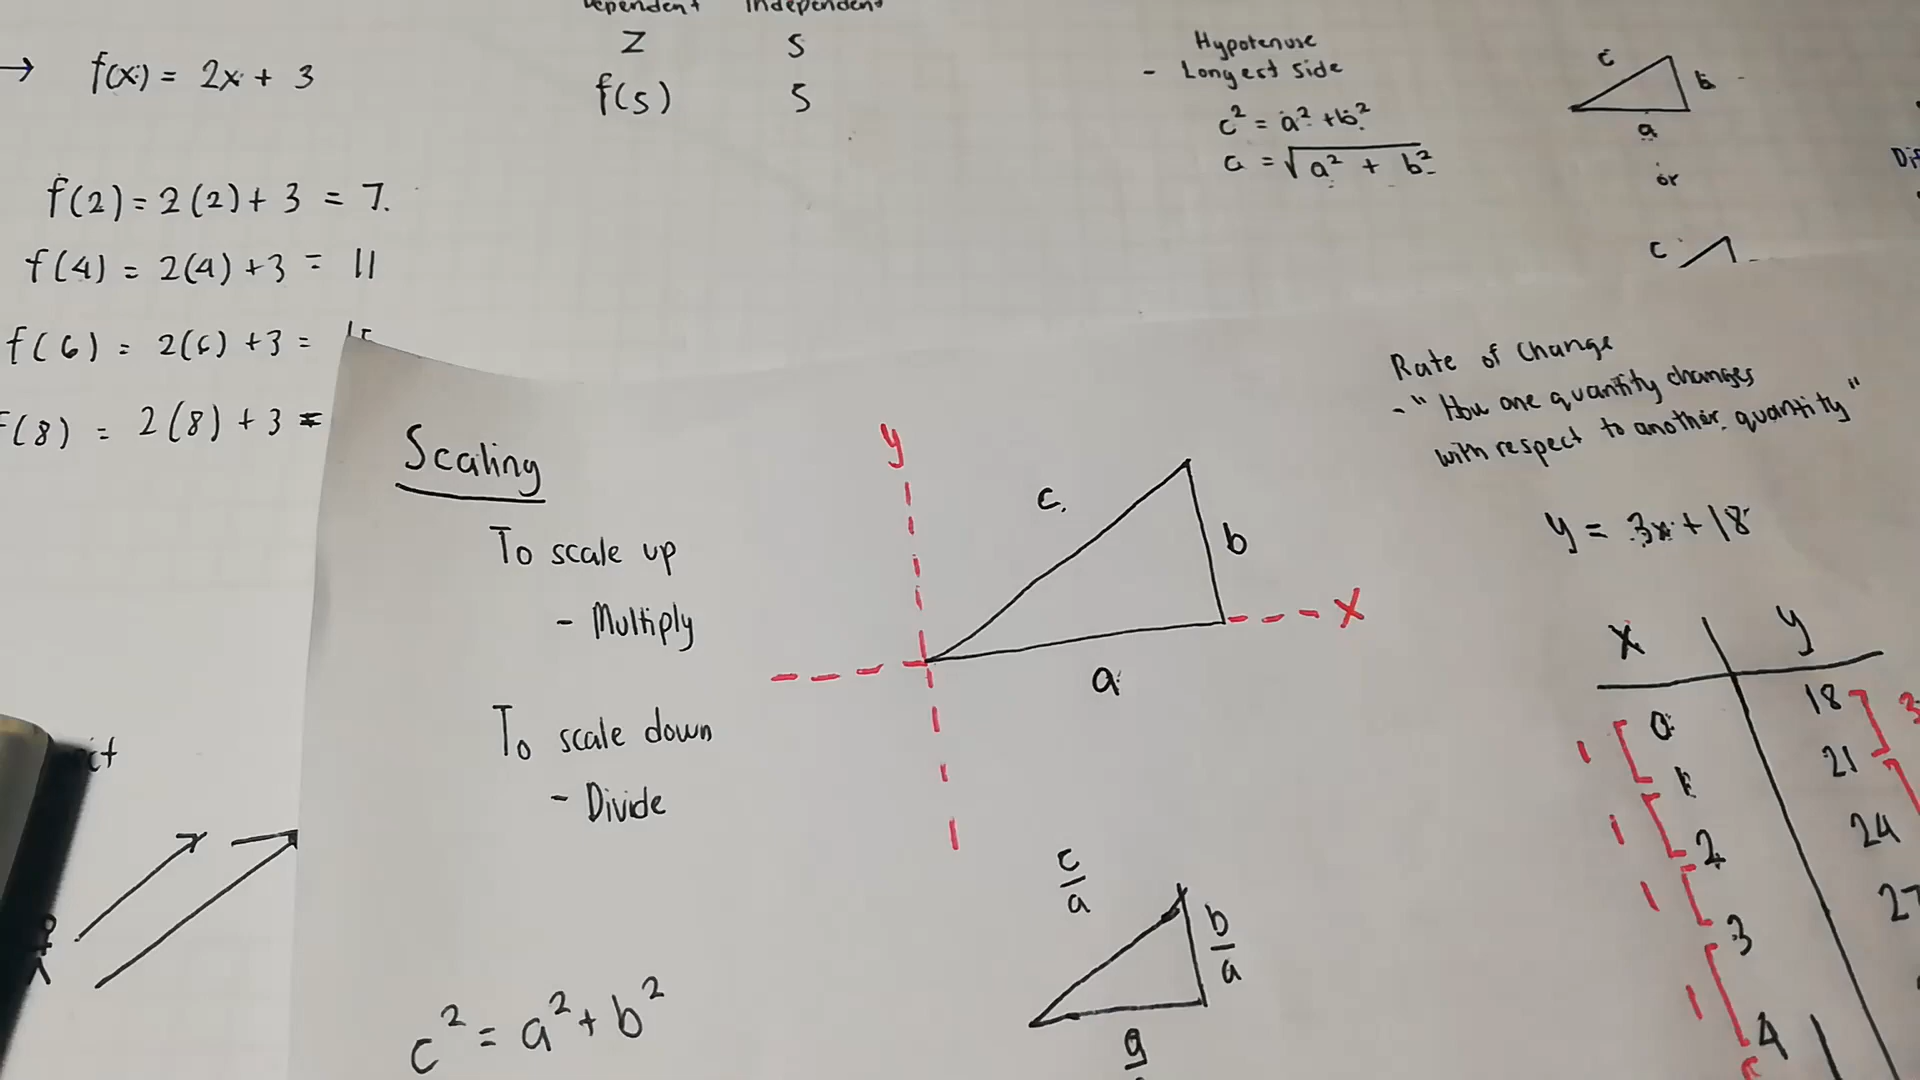 → f(x) = 2x + 3
f(2) = 2(2) + 3 = 7.
f(4) = 2(4) + 3 = 11
f(6) = 2(6) + 3 =
(8) = 2(8) + 3 =
Dependent Independent
Z S
f(s) S
Hypotenuse
- Longest side
c² = a² + b²
a = √a² + b²
c
b
a
or
c
Rate of Change
- "How one quantity changes
with respect to another quantity"
y = 3x + 18
x y
0 18
1 21
2 24
3 27
4
1
1
1
1
3
Scaling
To scale up
- Multiply
To scale down
- Divide
c² = a² + b²
y
x
c
b
a
c/a
b/a
a